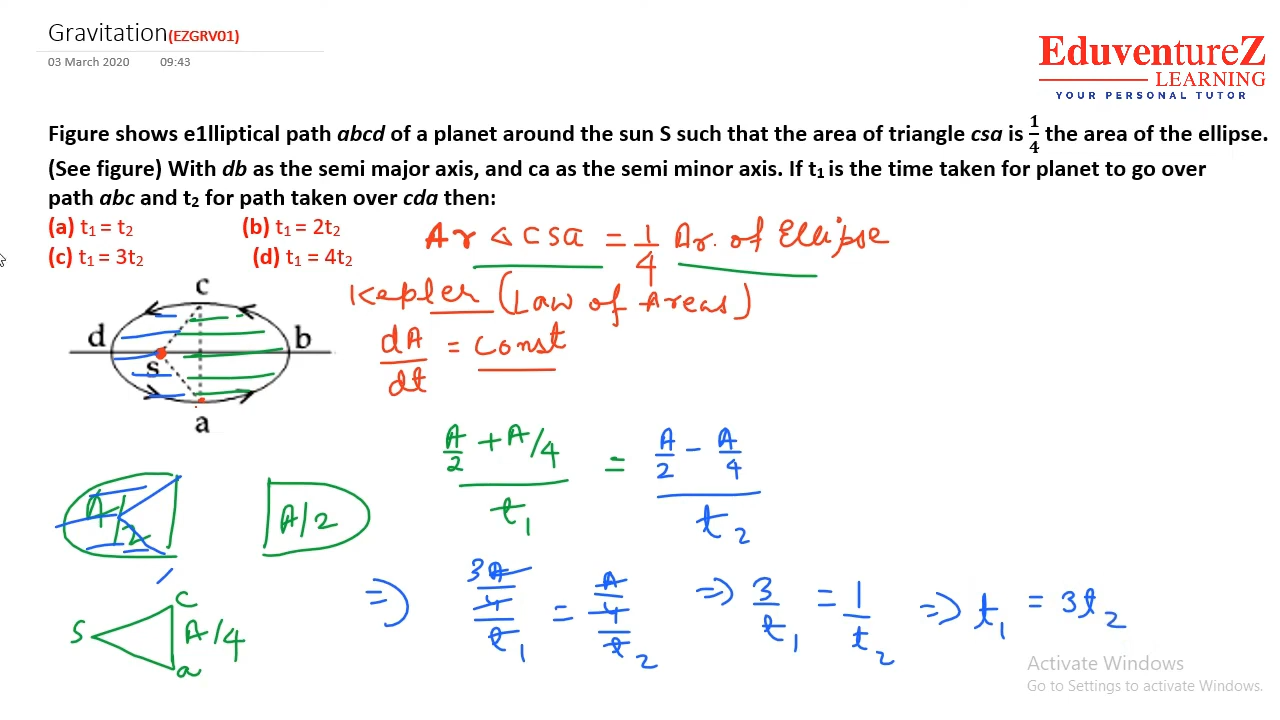 Gravitation(EZGRV01)
03 March 2020 09:43
EduventureZ
LEARNING
YOUR PERSONAL TUTOR
Figure shows e1lliptical path abcd of a planet around the sun S such that the area of triangle csa is 1/4 the area of the ellipse.
(See figure) With db as the semi major axis, and ca as the semi minor axis. If t₁ is the time taken for planet to go over
path abc and t₂ for path taken over cda then:
(a) t₁ = t₂ (b) t₁ = 2t₂
(c) t₁ = 3t₂ (d) t₁ = 4t₂
Ar △ csa = 1/4 Ar. of Ellipse
Kepler (Law of Areas)
dA/dt = const
c
d b
S
a
(A/2 + A/4)/t₁ = (A/2 − A/4)/t₂
A/2 A/2
⇒ (3A/4)/t₁ = (A/4)/t₂ ⇒ 3/t₁ = 1/t₂ ⇒ t₁ = 3t₂
C
S A/4
a
Activate Windows
Go to Settings to activate Windows.